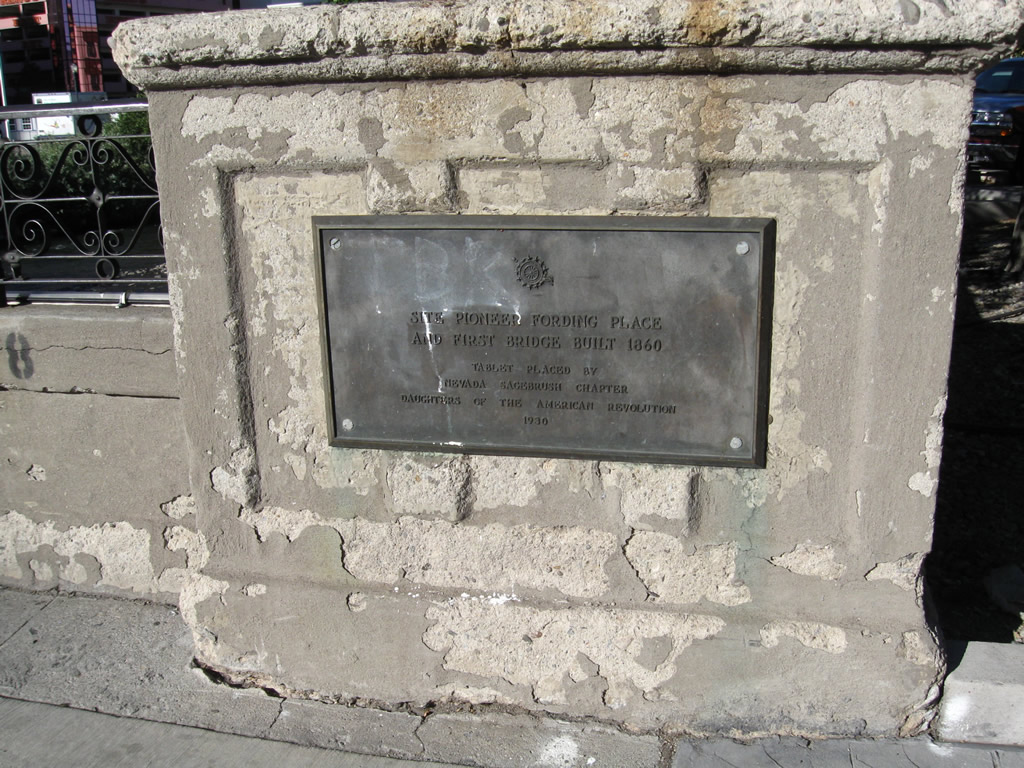 SITE PIONEER FORDING PLACE
AND FIRST BRIDGE BUILT 1860
TABLET PLACED BY
NEVADA SAGEBRUSH CHAPTER
DAUGHTERS OF THE AMERICAN REVOLUTION
1930